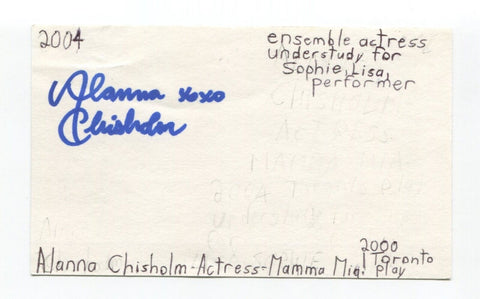 2004
ensemble actress
understudy for
Sophie, Lisa,
performer
Alanna xoxo
Chisholm
2000
Alanna Chisholm-Actress-Mamma Mia! Toronto
play